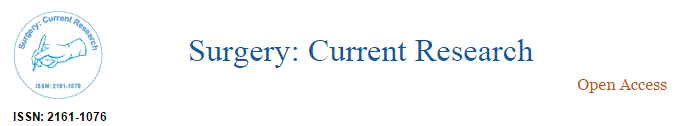 Surgery: Current Research
ISSN: 2161-1076
Surgery: Current Research
Open Access
ISSN: 2161-1076